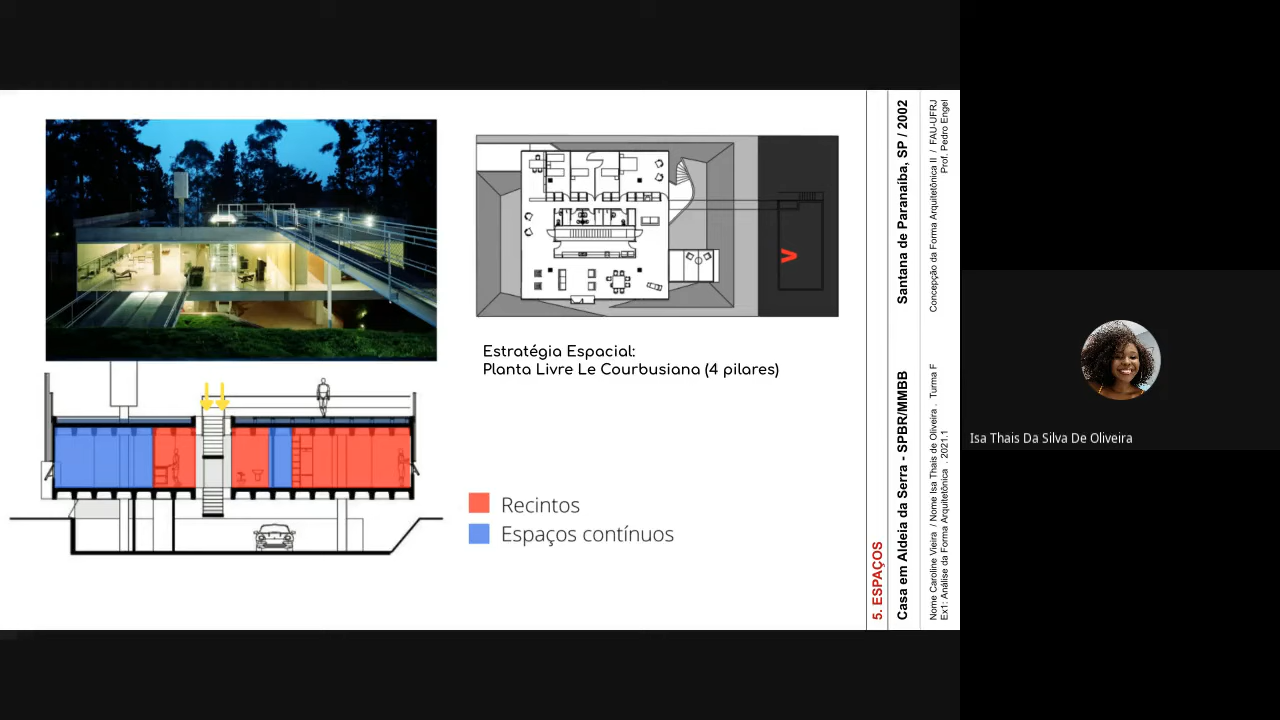 Estratégia Espacial:
Planta Livre Le Courbusiana (4 pilares)
Recintos
Espaços contínuos
V
5. ESPAÇOS
Casa em Aldeia da Serra - SPBR/MMBB
Santana de Paranaíba, SP / 2002
Nome Caroline Vieira / Nome Isa Thais de Oliveira . Turma F
Ex1: Análise da Forma Arquitetônica . 2021.1
Concepção da Forma Arquitetônica II / FAU-UFRJ
Prof. Pedro Engel
Isa Thais Da Silva De Oliveira